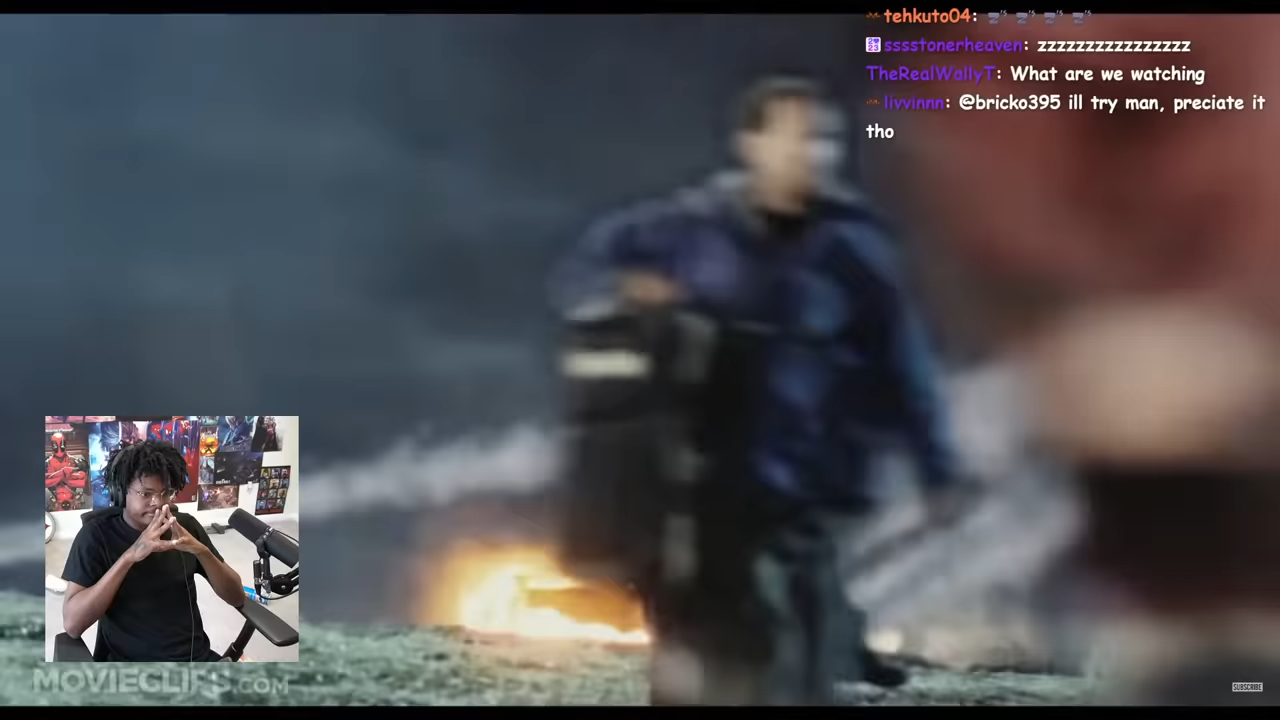 tehkuto04: z's z's z's z's
sssstonerheaven: zzzzzzzzzzzzzzzz
TheRealWallyT: What are we watching
livvinnn: @bricko395 ill try man, preciate it
tho
MOVIECLIPS.COM
SUBSCRIBE